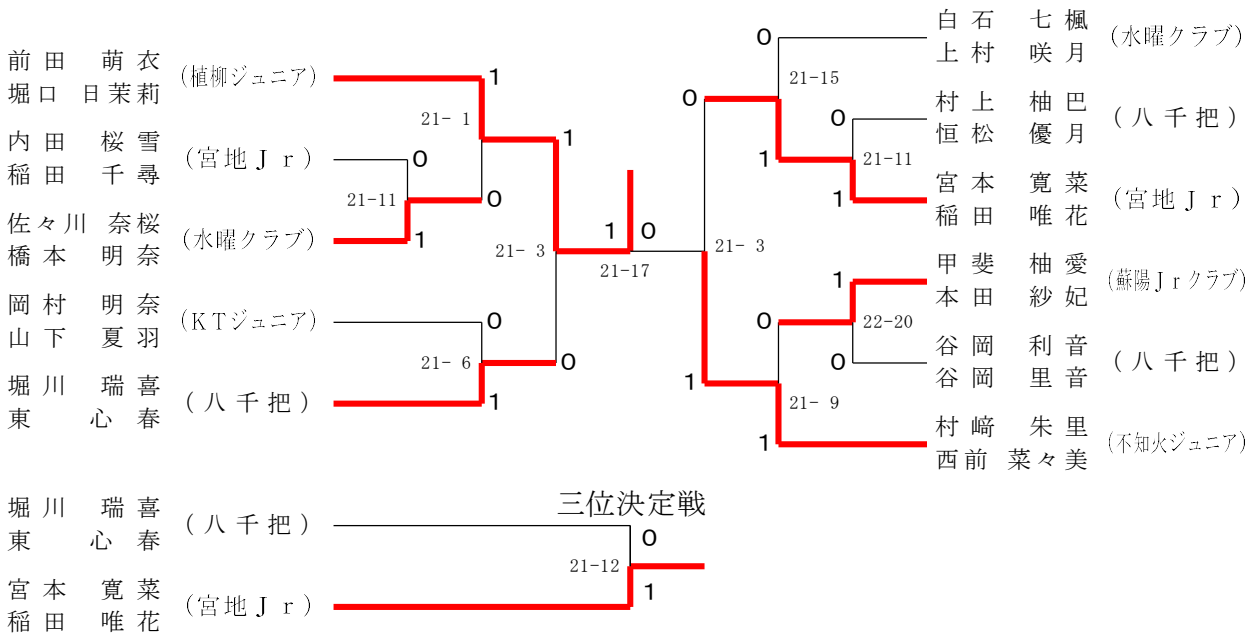 前田 萌衣
堀口 日茉莉
(植柳ジュニア)
1
21- 1
内田 桜雪
稲田 千尋
(宮地Jr)
0
21-11
佐々川 奈桜
橋本 明奈
(水曜クラブ)
1
0
1
21- 3
岡村 明奈
山下 夏羽
(KTジュニア)
0
21- 6
堀川 瑞喜
東 心春
(八千把)
1
0
1
0
21-17
白石 七楓
上村 咲月
(水曜クラブ)
0
21-15
村上 柚巴
恒松 優月
(八千把)
0
21-11
宮本 寛菜
稲田 唯花
(宮地Jr)
1
1
0
21- 3
甲斐 柚愛
本田 紗妃
(蘇陽Jrクラブ)
1
22-20
谷岡 利音
谷岡 里音
(八千把)
0
0
21- 9
村﨑 朱里
西前 菜々美
(不知火ジュニア)
1
1
三位決定戦
堀川 瑞喜
東 心春
(八千把)
0
21-12
宮本 寛菜
稲田 唯花
(宮地Jr)
1